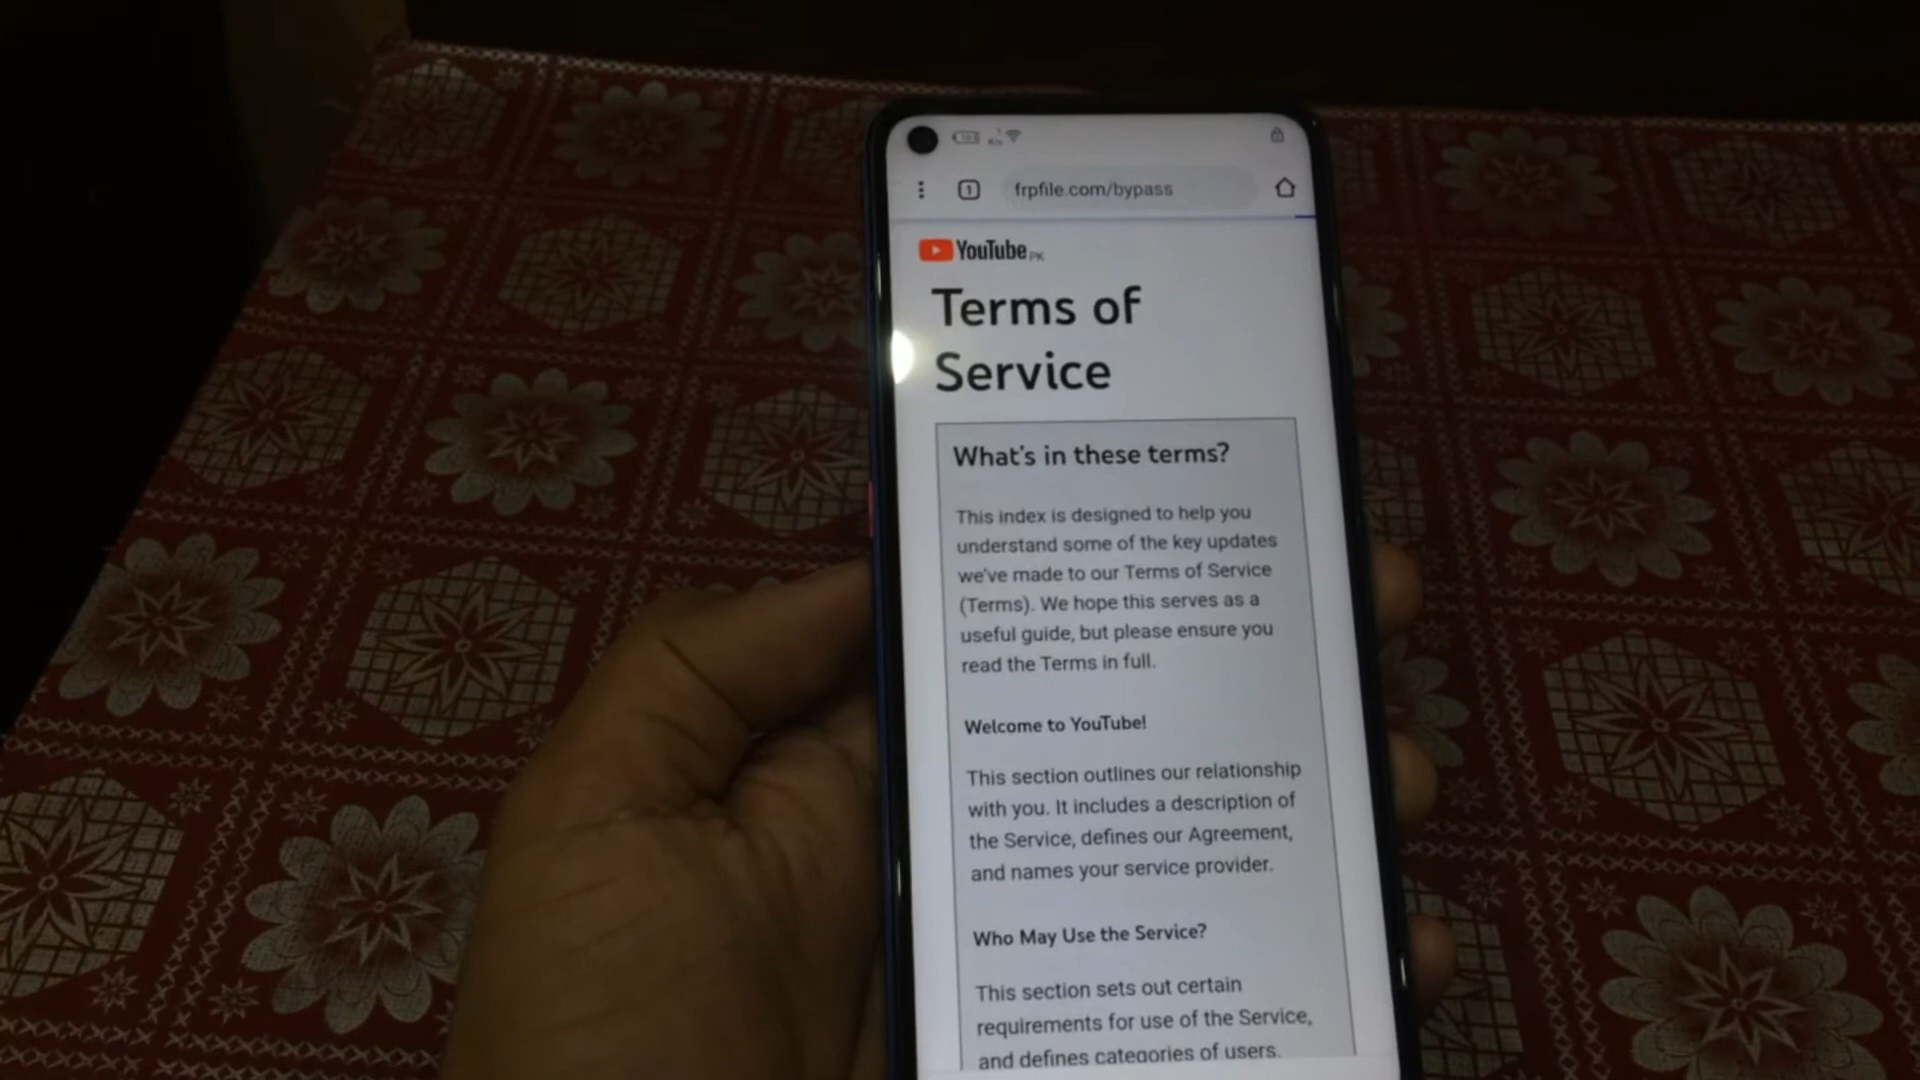 1
frpfile.com/bypass
YouTube PK
Terms of
Service
What's in these terms?
This index is designed to help you
understand some of the key updates
we've made to our Terms of Service
(Terms). We hope this serves as a
useful guide, but please ensure you
read the Terms in full.
Welcome to YouTube!
This section outlines our relationship
with you. It includes a description of
the Service, defines our Agreement,
and names your service provider.
Who May Use the Service?
This section sets out certain
requirements for use of the Service,
and defines categories of users.